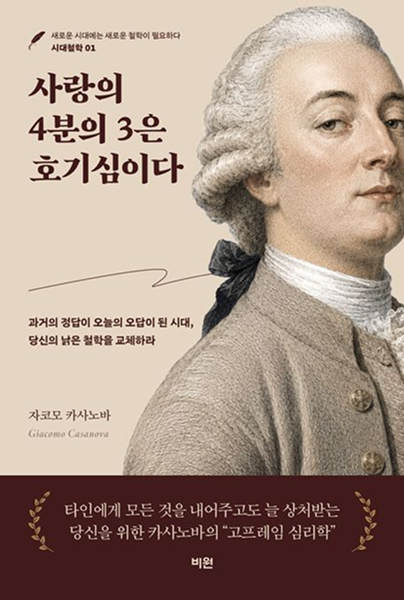 새로운 시대에는 새로운 철학이 필요하다
시대철학 01
사랑의
4분의 3은
호기심이다
과거의 정답이 오늘의 오답이 된 시대,
당신의 낡은 철학을 교체하라
자코모 카사노바
Giacomo Casanova
타인에게 모든 것을 내어주고도 늘 상처받는
당신을 위한 카사노바의 “고프레임 심리학”
비원